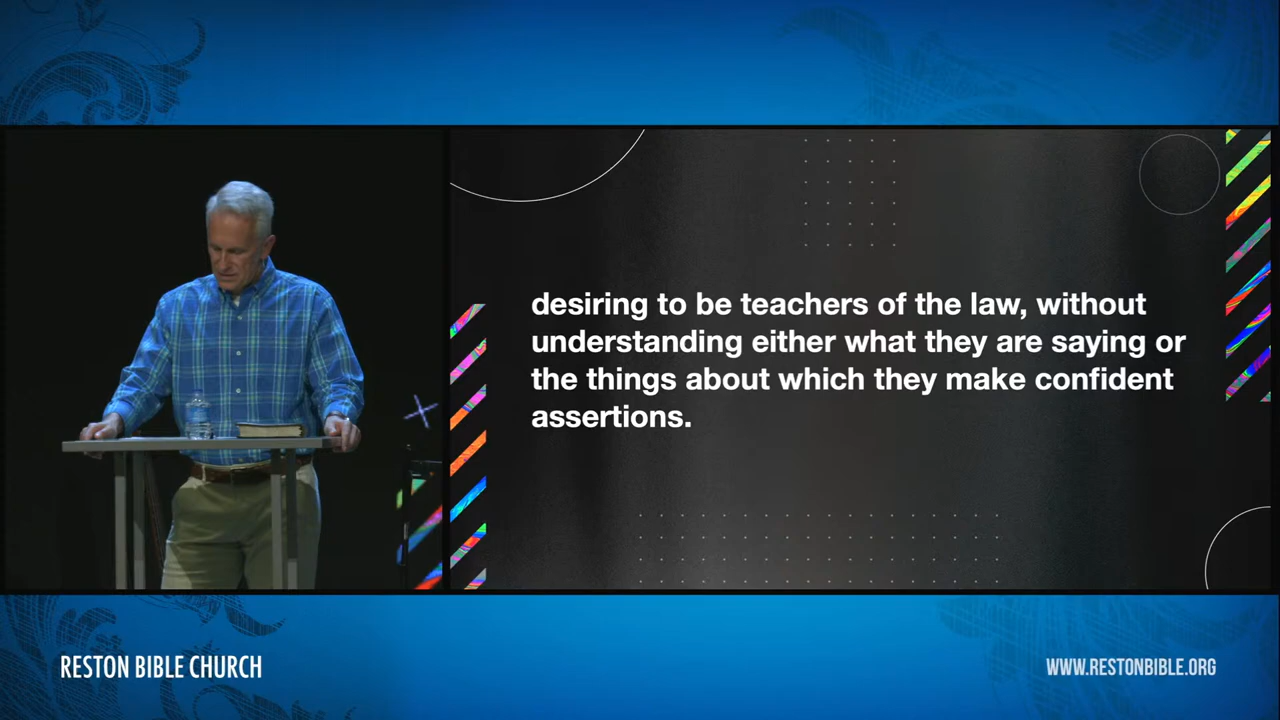 desiring to be teachers of the law, without
understanding either what they are saying or
the things about which they make confident
assertions.
RESTON BIBLE CHURCH
WWW.RESTONBIBLE.ORG